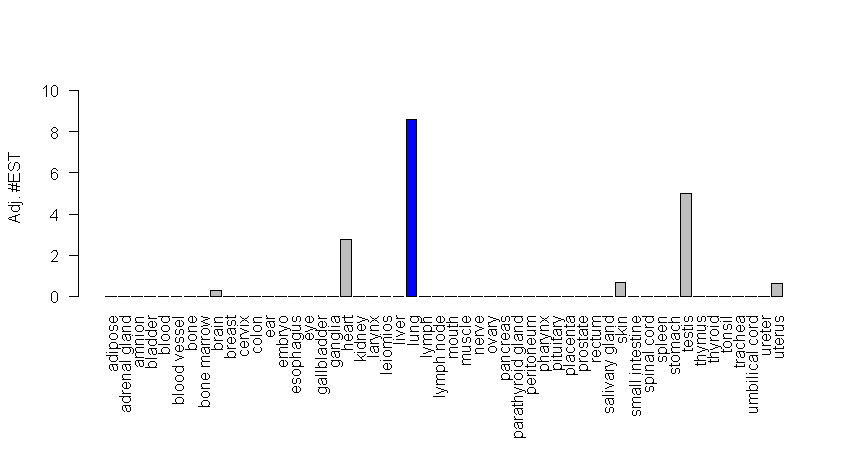 Adj. #EST
10
8
6
4
2
0
adipose
adrenal gland
amnion
bladder
blood
blood vessel
bone
bone marrow
brain
breast
cervix
colon
ear
embryo
esophagus
eye
gallbladder
ganglia
heart
kidney
larynx
leiomios
liver
lung
lymph
lymph node
mouth
muscle
nerve
ovary
pancreas
parathyroid gland
peritoneum
pharynx
pituitary
placenta
prostate
rectum
salivary gland
skin
small intestine
spinal cord
spleen
stomach
testis
thymus
thyroid
tonsil
trachea
umbilical cord
ureter
uterus